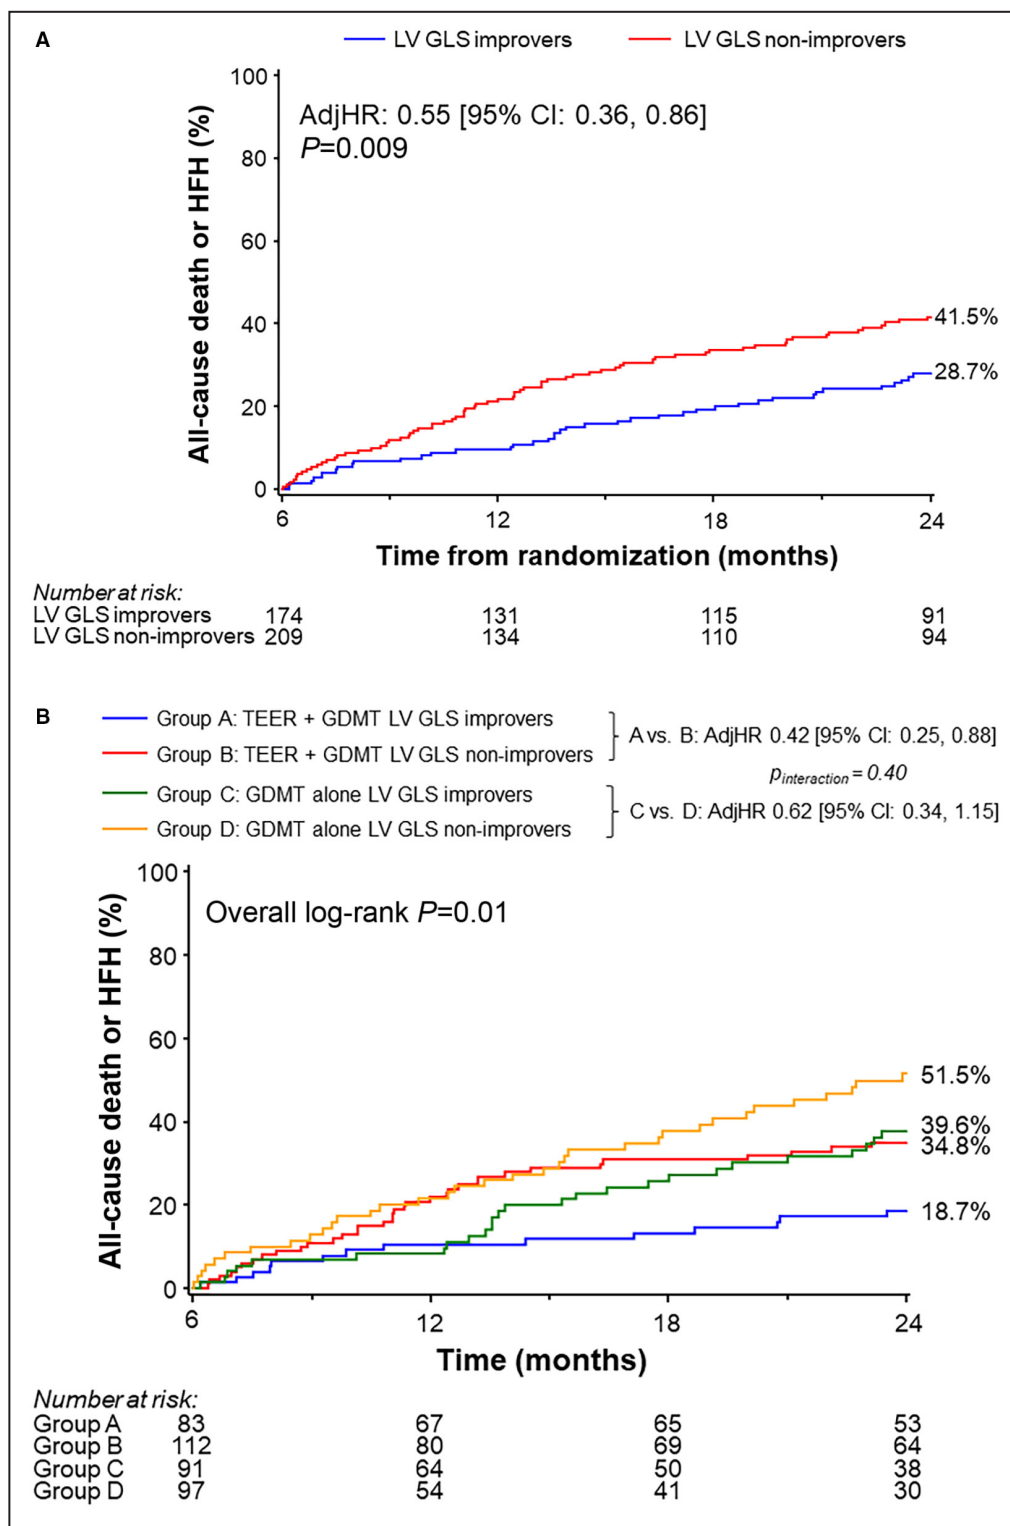 A
LV GLS improvers LV GLS non-improvers
AdjHR: 0.55 [95% CI: 0.36, 0.86]
P=0.009
All-cause death or HFH (%)
100
80
60
40
20
0
41.5%
28.7%
6 12 18 24
Time from randomization (months)
Number at risk:
LV GLS improvers 174 131 115 91
LV GLS non-improvers 209 134 110 94
B
Group A: TEER + GDMT LV GLS improvers
Group B: TEER + GDMT LV GLS non-improvers
A vs. B: AdjHR 0.42 [95% CI: 0.25, 0.88]
pinteraction = 0.40
Group C: GDMT alone LV GLS improvers
Group D: GDMT alone LV GLS non-improvers
C vs. D: AdjHR 0.62 [95% CI: 0.34, 1.15]
Overall log-rank P=0.01
All-cause death or HFH (%)
100
80
60
40
20
0
51.5%
39.6%
34.8%
18.7%
6 12 18 24
Time (months)
Number at risk:
Group A 83 67 65 53
Group B 112 80 69 64
Group C 91 64 50 38
Group D 97 54 41 30